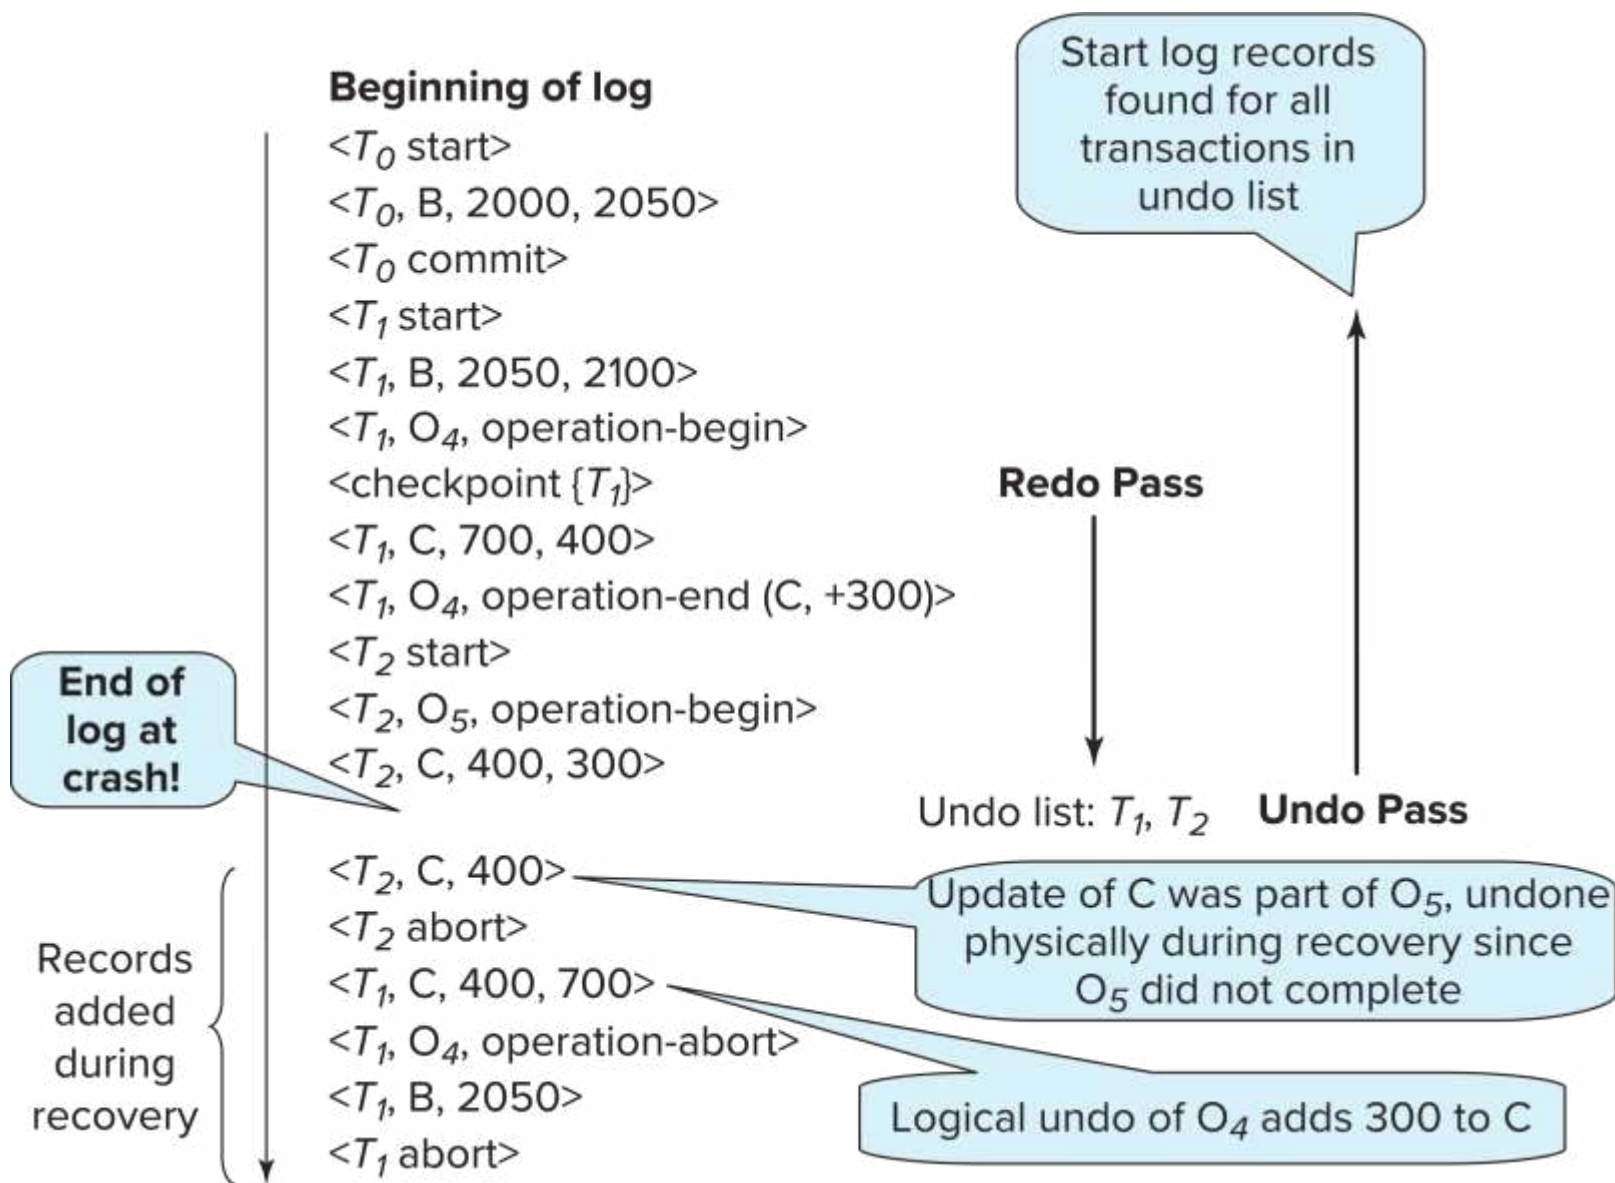 Beginning of log
<T0 start>
<T0, B, 2000, 2050>
<T0 commit>
<T1 start>
<T1, B, 2050, 2100>
<T1, O4, operation-begin>
<checkpoint {T1}>
<T1, C, 700, 400>
<T1, O4, operation-end (C, +300)>
<T2 start>
<T2, O5, operation-begin>
<T2, C, 400, 300>
End of
log at
crash!
Start log records
found for all
transactions in
undo list
Redo Pass
Undo list: T1, T2
Undo Pass
Records
added
during
recovery
<T2, C, 400>
<T2 abort>
<T1, C, 400, 700>
<T1, O4, operation-abort>
<T1, B, 2050>
<T1 abort>
Update of C was part of O5, undone
physically during recovery since
O5 did not complete
Logical undo of O4 adds 300 to C